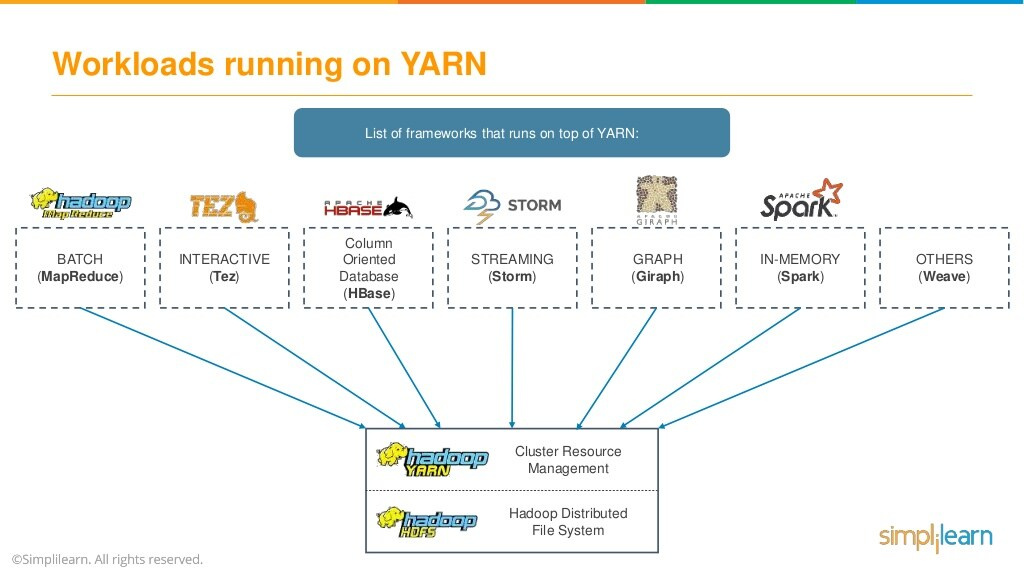 Workloads running on YARN
List of frameworks that runs on top of YARN:
hadoop
MapReduce
TEZ
APACHE
HBASE
STORM
APACHE
GIRAPH
APACHE
Spark
BATCH
(MapReduce)
INTERACTIVE
(Tez)
Column
Oriented
Database
(HBase)
STREAMING
(Storm)
GRAPH
(Giraph)
IN-MEMORY
(Spark)
OTHERS
(Weave)
hadoop
YARN
Cluster Resource
Management
hadoop
HDFS
Hadoop Distributed
File System
©Simplilearn. All rights reserved.
simplilearn